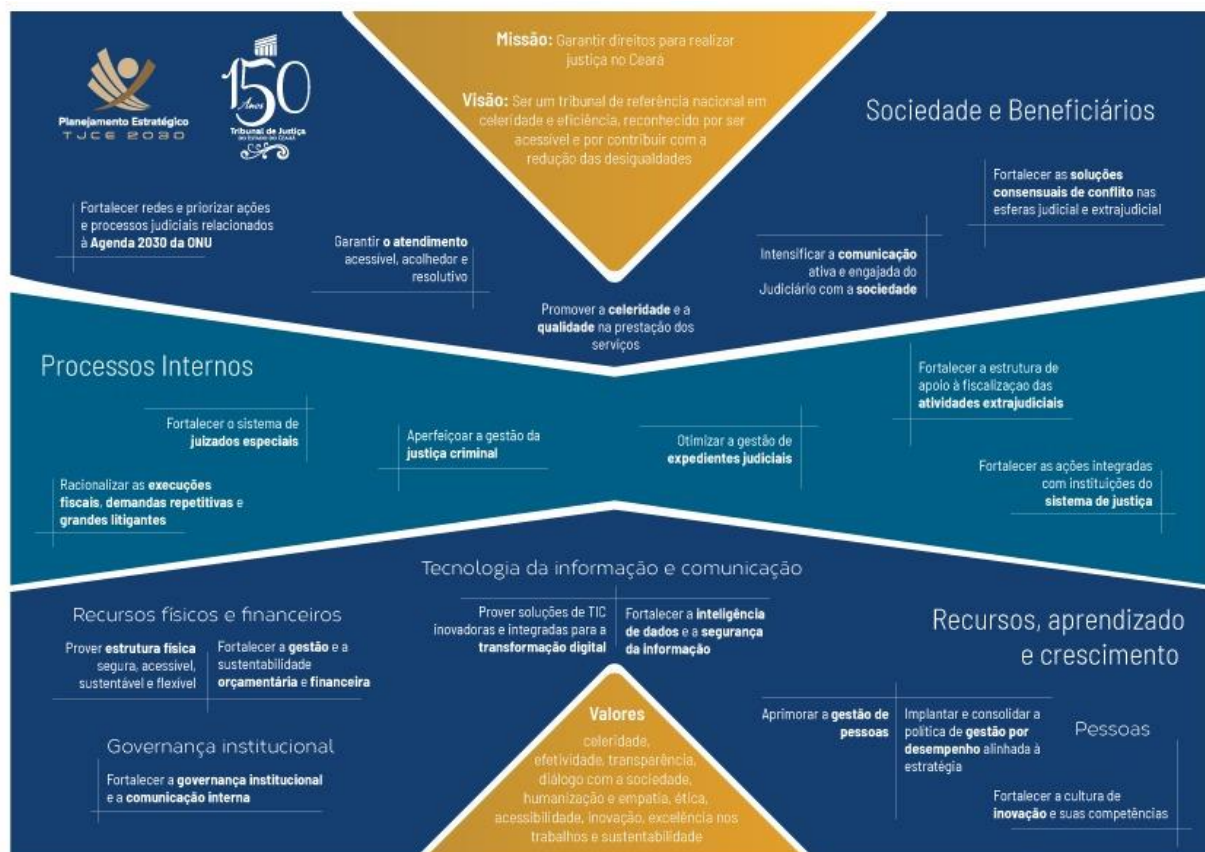 Planejamento Estratégico
TJCE 2030
150
Anos
Tribunal de Justiça
DO ESTADO DO CEARÁ
Missão: Garantir direitos para realizar
justiça no Ceará
Visão: Ser um tribunal de referência nacional em
celeridade e eficiência, reconhecido por ser
acessível e por contribuir com a
redução das desigualdades
Sociedade e Beneficiários
Fortalecer redes e priorizar ações
e processos judiciais relacionados
à Agenda 2030 da ONU
Garantir o atendimento
acessível, acolhedor e
resolutivo
Promover a celeridade e a
qualidade na prestação dos
serviços
Intensificar a comunicação
ativa e engajada do
Judiciário com a sociedade
Fortalecer as soluções
consensuais de conflito nas
esferas judicial e extrajudicial
Processos Internos
Fortalecer o sistema de
juizados especiais
Racionalizar as execuções
fiscais, demandas repetitivas e
grandes litigantes
Aperfeiçoar a gestão da
justiça criminal
Otimizar a gestão de
expedientes judiciais
Fortalecer a estrutura de
apoio à fiscalizaçao das
atividades extrajudiciais
Fortalecer as ações integradas
com instituições do
sistema de justiça
Tecnologia da informação e comunicação
Prover soluções de TIC
inovadoras e integradas para a
transformação digital
Fortalecer a inteligência
de dados e a segurança
da informação
Recursos físicos e financeiros
Prover estrutura física
segura, acessível,
sustentável e flexível
Fortalecer a gestão e a
sustentabilidade
orçamentária e financeira
Governança institucional
Fortalecer a governança institucional
e a comunicação interna
Valores
celeridade,
efetividade, transparência,
diálogo com a sociedade,
humanização e empatia, ética,
acessibilidade, inovação, excelência nos
trabalhos e sustentabilidade
Recursos, aprendizado
e crescimento
Aprimorar a gestão de
pessoas
Implantar e consolidar a
política de gestão por
desempenho alinhada à
estratégia
Pessoas
Fortalecer a cultura de
inovação e suas competências